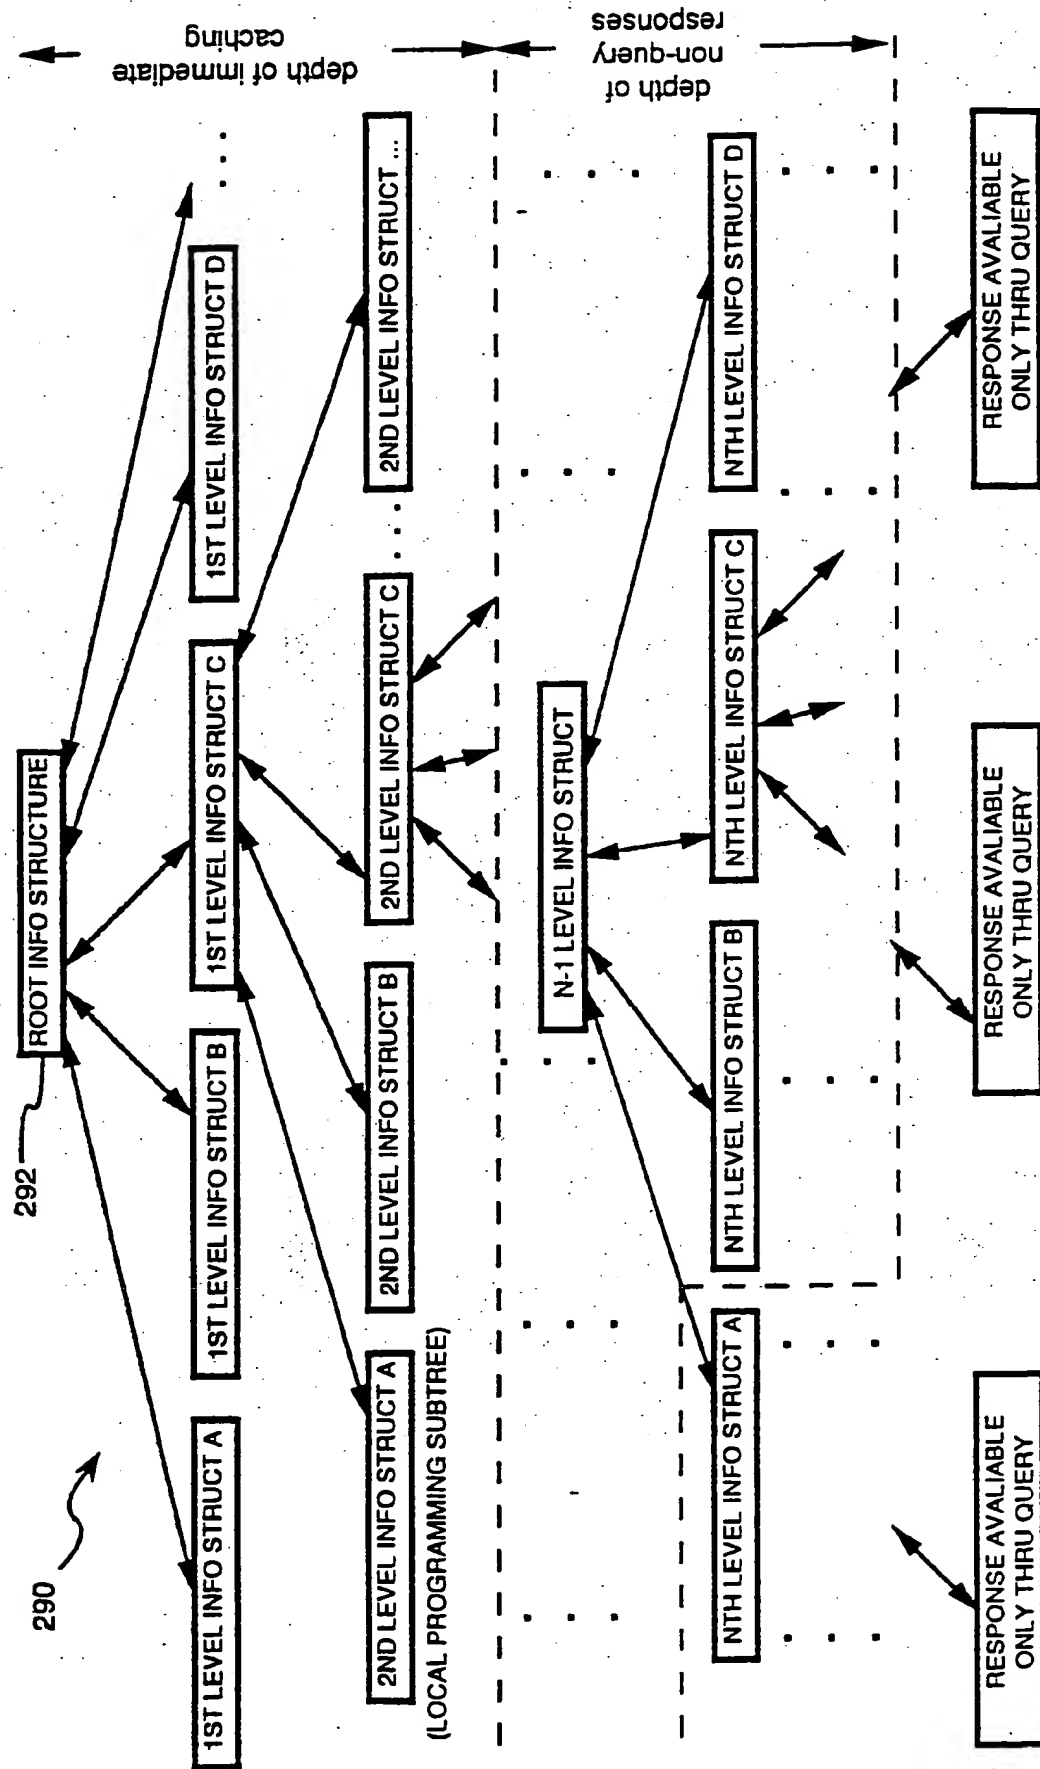 290
292
ROOT INFO STRUCTURE
1ST LEVEL INFO STRUCT A
1ST LEVEL INFO STRUCT B
1ST LEVEL INFO STRUCT C
1ST LEVEL INFO STRUCT D
...
depth of immediate
caching
2ND LEVEL INFO STRUCT A
(LOCAL PROGRAMMING SUBTREE)
2ND LEVEL INFO STRUCT B
2ND LEVEL INFO STRUCT C
...
2ND LEVEL INFO STRUCT ...
N-1 LEVEL INFO STRUCT
depth of
non-query
responses
NTH LEVEL INFO STRUCT A
NTH LEVEL INFO STRUCT B
NTH LEVEL INFO STRUCT C
NTH LEVEL INFO STRUCT D
RESPONSE AVALIABLE
ONLY THRU QUERY
RESPONSE AVALIABLE
ONLY THRU QUERY
RESPONSE AVALIABLE
ONLY THRU QUERY